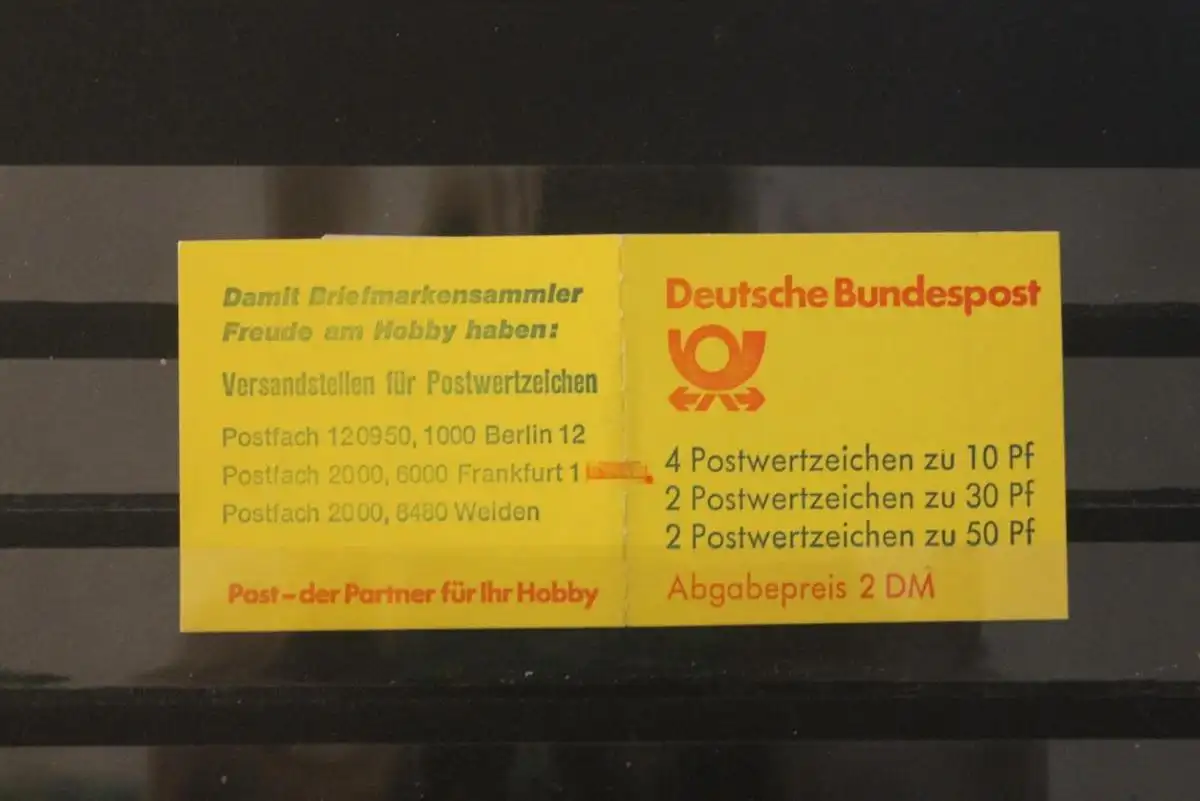 Damit Briefmarkensammler
Freude am Hobby haben:
Versandstellen für Postwertzeichen
Postfach 120950, 1000 Berlin 12
Postfach 2000, 6000 Frankfurt 1
Postfach 2000, 8480 Weiden
Post – der Partner für Ihr Hobby
Deutsche Bundespost
4 Postwertzeichen zu 10 Pf
2 Postwertzeichen zu 30 Pf
2 Postwertzeichen zu 50 Pf
Abgabepreis 2 DM